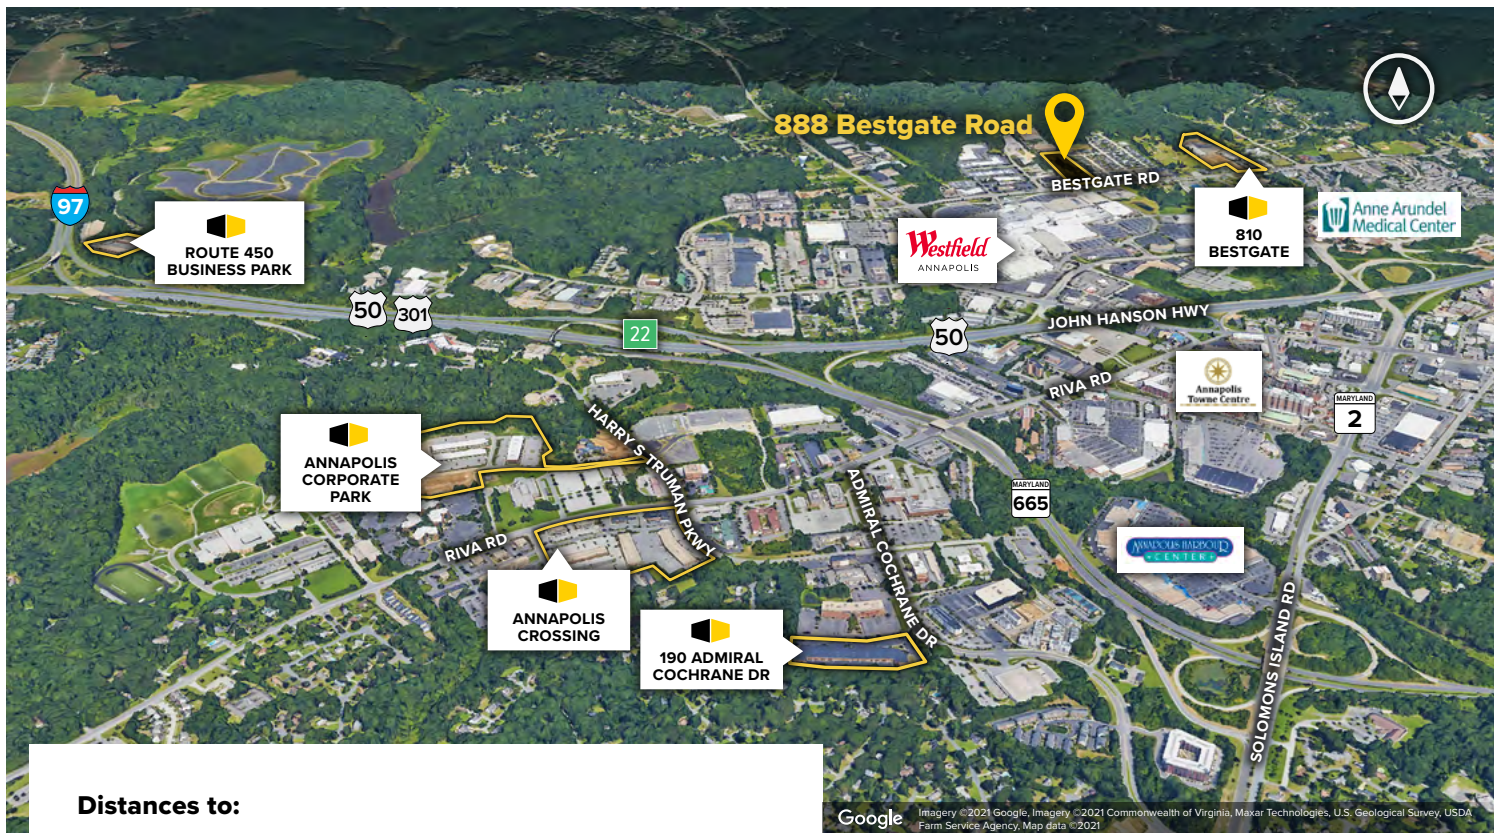 888 Bestgate Road
BESTGATE RD
97
ROUTE 450
BUSINESS PARK
Westfield
ANNAPOLIS
810
BESTGATE
Anne Arundel
Medical Center
50
301
22
50
JOHN HANSON HWY
RIVA RD
Annapolis
Towne Centre
MARYLAND
2
HARRY S TRUMAN PKWY
ANNAPOLIS
CORPORATE
PARK
ADMIRAL COCHRANE DR
MARYLAND
665
RIVA RD
ANNAPOLIS HARBOUR
CENTER
ANNAPOLIS
CROSSING
190 ADMIRAL
COCHRANE DR
SOLOMONS ISLAND RD
Distances to:
Google
Imagery ©2021 Google, Imagery ©2021 Commonwealth of Virginia, Maxar Technologies, U.S. Geological Survey, USDA
Farm Service Agency, Map data ©2021